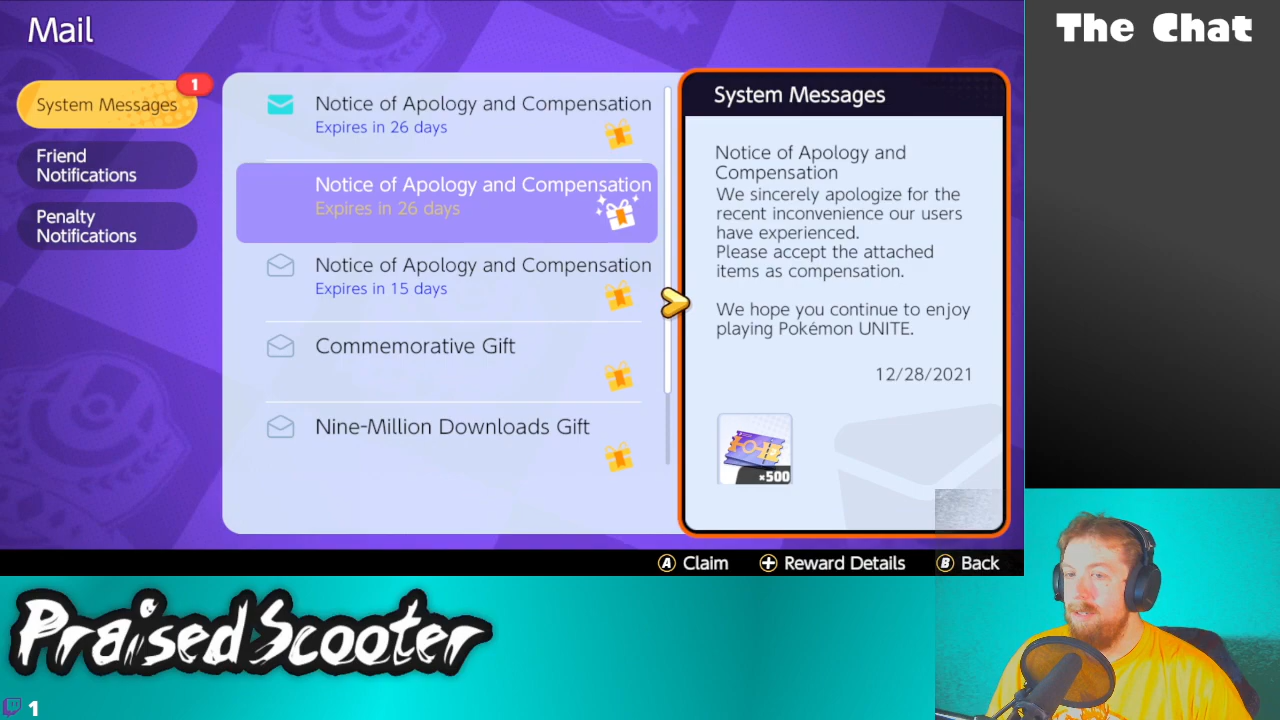 Mail
The Chat
System Messages
1
Friend
Notifications
Penalty
Notifications
Notice of Apology and Compensation
Expires in 26 days
Notice of Apology and Compensation
Expires in 26 days
Notice of Apology and Compensation
Expires in 15 days
Commemorative Gift
Nine-Million Downloads Gift
System Messages
Notice of Apology and
Compensation
We sincerely apologize for the
recent inconvenience our users
have experienced.
Please accept the attached
items as compensation.
We hope you continue to enjoy
playing Pokémon UNITE.
12/28/2021
×500
A Claim
+ Reward Details
B Back
PraisedScooter
1